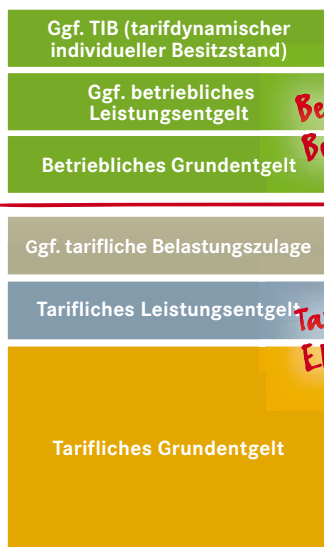 Ggf. TIB (tarifdynamischer
individueller Besitzstand)
Ggf. betriebliches
Leistungsentgelt
Betriebliches Grundentgelt
Ggf. tarifliche Belastungszulage
Tarifliches Leistungsentgelt
Tarifliches Grundentgelt